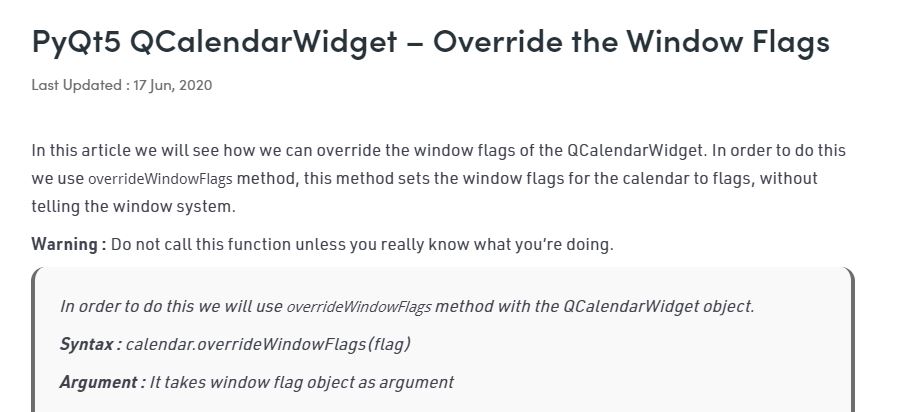 PyQt5 QCalendarWidget – Override the Window Flags
Last Updated : 17 Jun, 2020
In this article we will see how we can override the window flags of the QCalendarWidget. In order to do this
we use overrideWindowFlags method, this method sets the window flags for the calendar to flags, without
telling the window system.
Warning : Do not call this function unless you really know what you’re doing.
In order to do this we will use overrideWindowFlags method with the QCalendarWidget object.
Syntax : calendar.overrideWindowFlags(flag)
Argument : It takes window flag object as argument